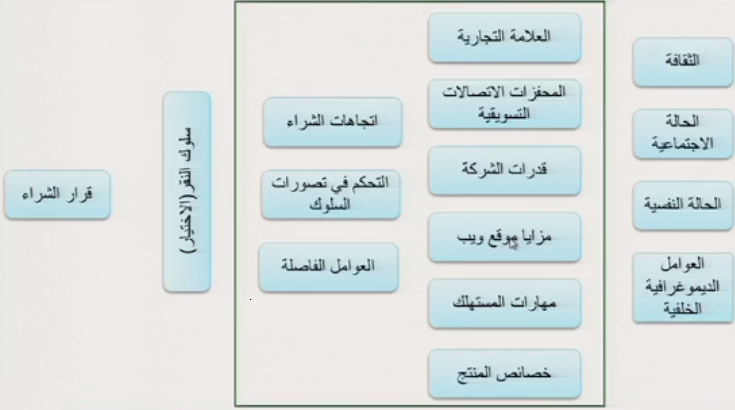 الثقافة
الحالة
الاجتماعية
الحالة النفسية
العوامل
الديموغرافية
الخلفية
العلامة التجارية
المحفزات الاتصالات
التسويقية
قدرات الشركة
مزايا موقع ويب
مهارات المستهلك
خصائص المنتج
اتجاهات الشراء
التحكم في تصورات
السلوك
العوامل الفاصلة
سلوك النقر (الاختيار)
قرار الشراء